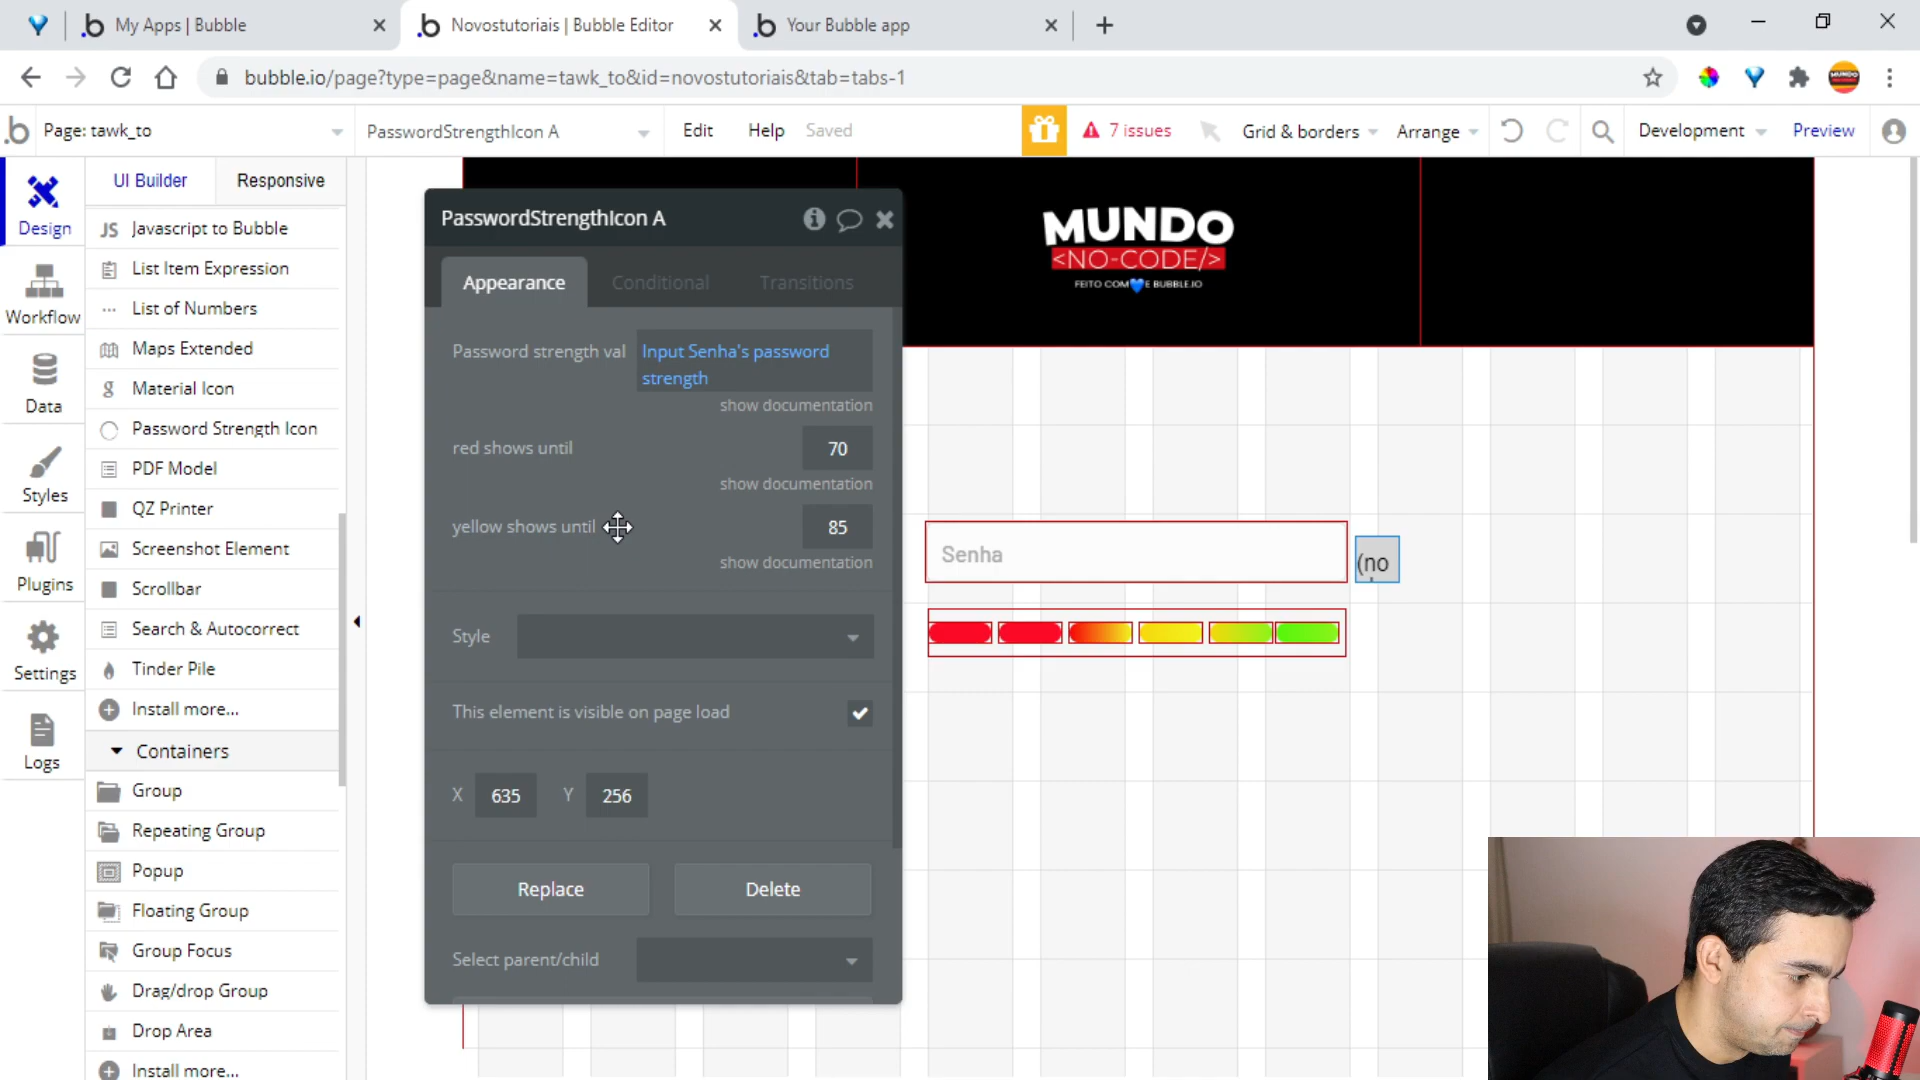 My Apps | Bubble
Novostutoriais | Bubble Editor
Your Bubble app
bubble.io/page?type=page&name=tawk_to&id=novostutoriais&tab=tabs-1
Page: tawk_to
PasswordStrengthIcon A
Edit
Help
Saved
7 issues
Grid & borders
Arrange
Development
Preview
Design
Workflow
Data
Styles
Plugins
Settings
Logs
UI Builder
Responsive
JS Javascript to Bubble
List Item Expression
List of Numbers
Maps Extended
g Material Icon
Password Strength Icon
PDF Model
QZ Printer
Screenshot Element
Scrollbar
Search & Autocorrect
Tinder Pile
Install more...
Containers
Group
Repeating Group
Popup
Floating Group
Group Focus
Drag/drop Group
Drop Area
Install more...
PasswordStrengthIcon A
Appearance
Conditional
Transitions
Password strength val
Input Senha's password
strength
show documentation
red shows until
70
show documentation
yellow shows until
85
show documentation
Style
This element is visible on page load
X 635 Y 256
Replace
Delete
Select parent/child
MUNDO
<NO-CODE/>
FEITO COM💙E BUBBLE.IO
Senha
(no